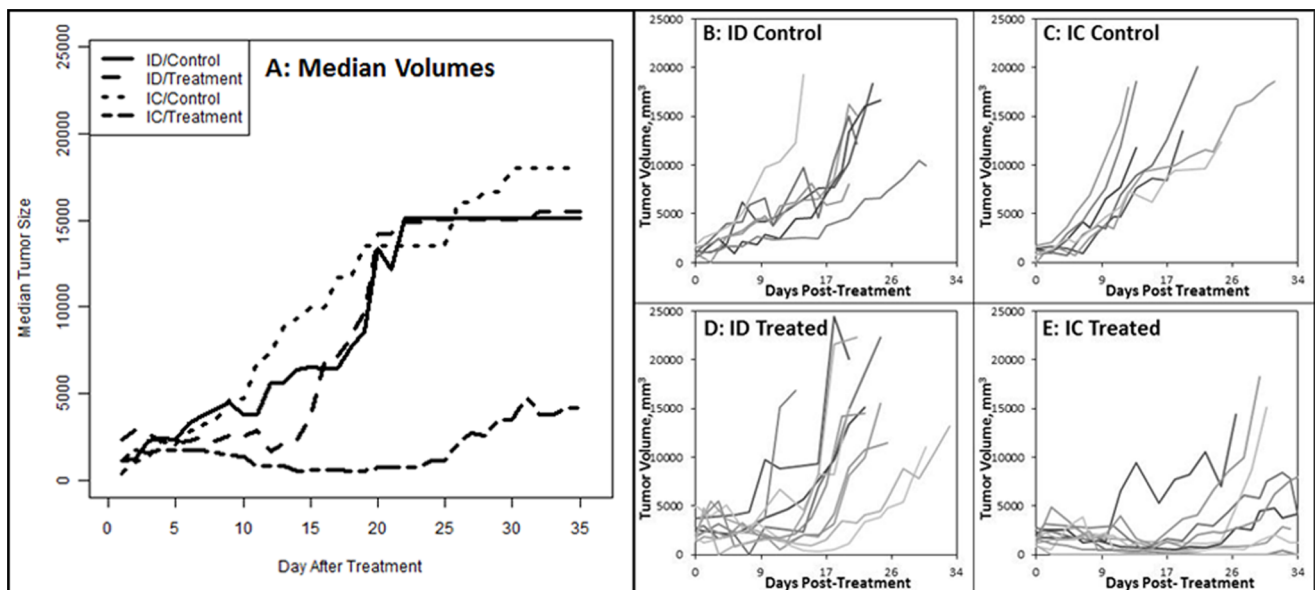 A: Median Volumes
ID/Control
ID/Treatment
IC/Control
IC/Treatment
Median Tumor Size
25000
20000
15000
10000
5000
0
0 5 10 15 20 25 30 35
Day After Treatment
B: ID Control
Tumor Volume, mm³
25000
20000
15000
10000
5000
0
0 9 17 26 34
Days Post-Treatment
C: IC Control
Tumor Volume, mm³
25000
20000
15000
10000
5000
0
0 9 17 26 34
Days Post Treatment
D: ID Treated
Tumor Volume, mm³
25000
20000
15000
10000
5000
0
0 9 17 26 34
Days Post-Treatment
E: IC Treated
Tumor Volume, mm³
25000
20000
15000
10000
5000
0
0 9 17 26 34
Days Post- Treatment